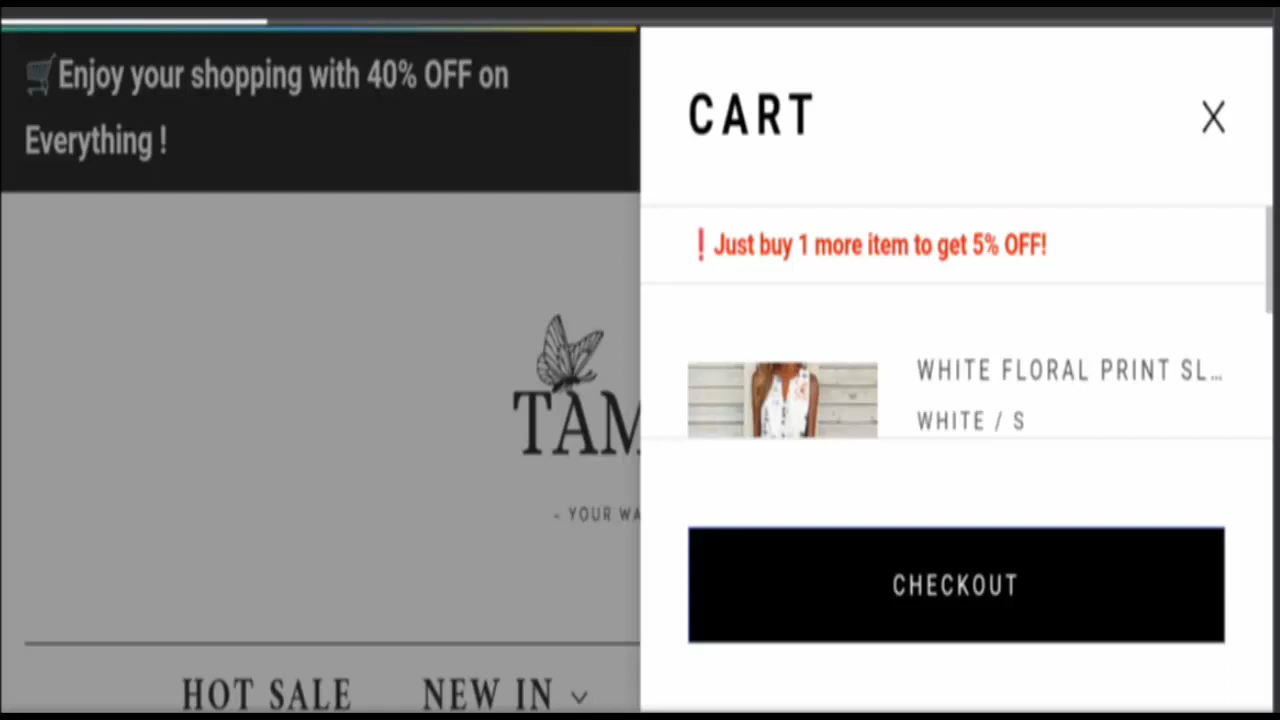 🛒Enjoy your shopping with 40% OFF on
Everything !
TAM
- YOUR WA
HOT SALE
NEW IN
CART
X
❗Just buy 1 more item to get 5% OFF!
WHITE FLORAL PRINT SL…
WHITE / S
CHECKOUT